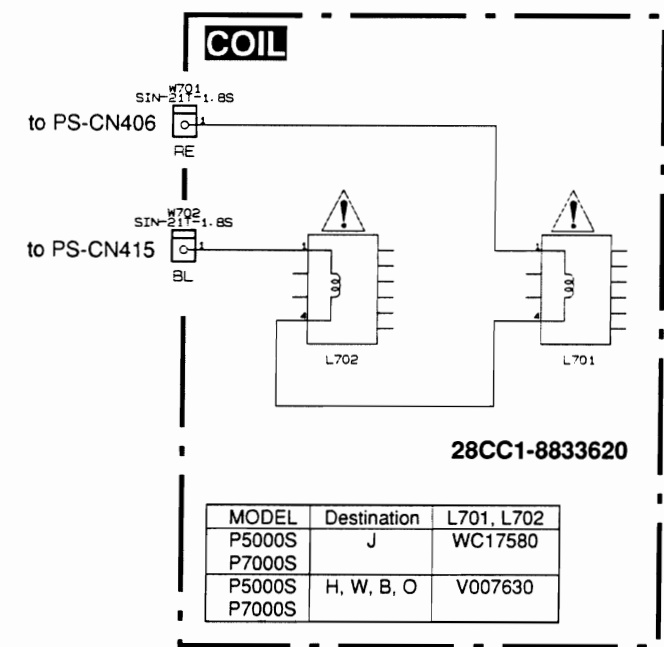 COIL
W701
SIN-21T-1.8S
to PS-CN406
1
RE
W702
SIN-21T-1.8S
to PS-CN415
1
BL
!
!
1
1
4
4
L702
L701
28CC1-8833620
MODEL Destination L701, L702
P5000S J WC17580
P7000S
P5000S H, W, B, O V007630
P7000S